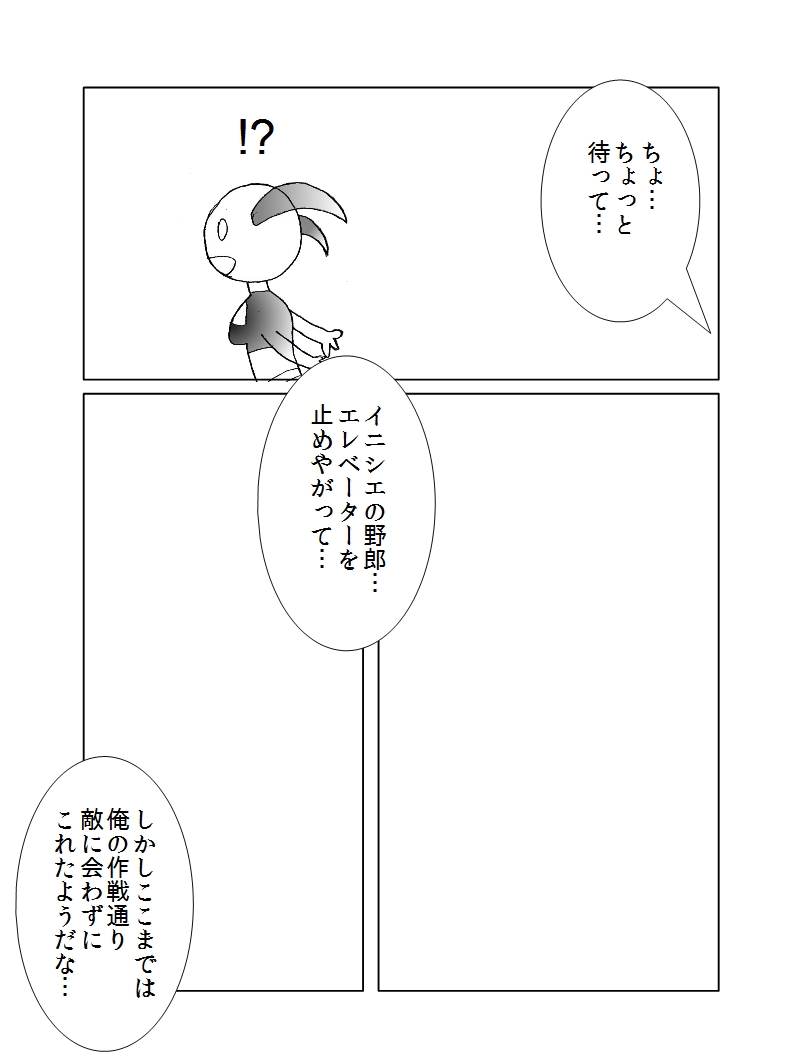 ちょ…
ちょっと
待って…
!?
イニシエの野郎…
エレベーターを
止めやがって…
しかしここまでは
俺の作戦通り
敵に会わずに
これたようだな…